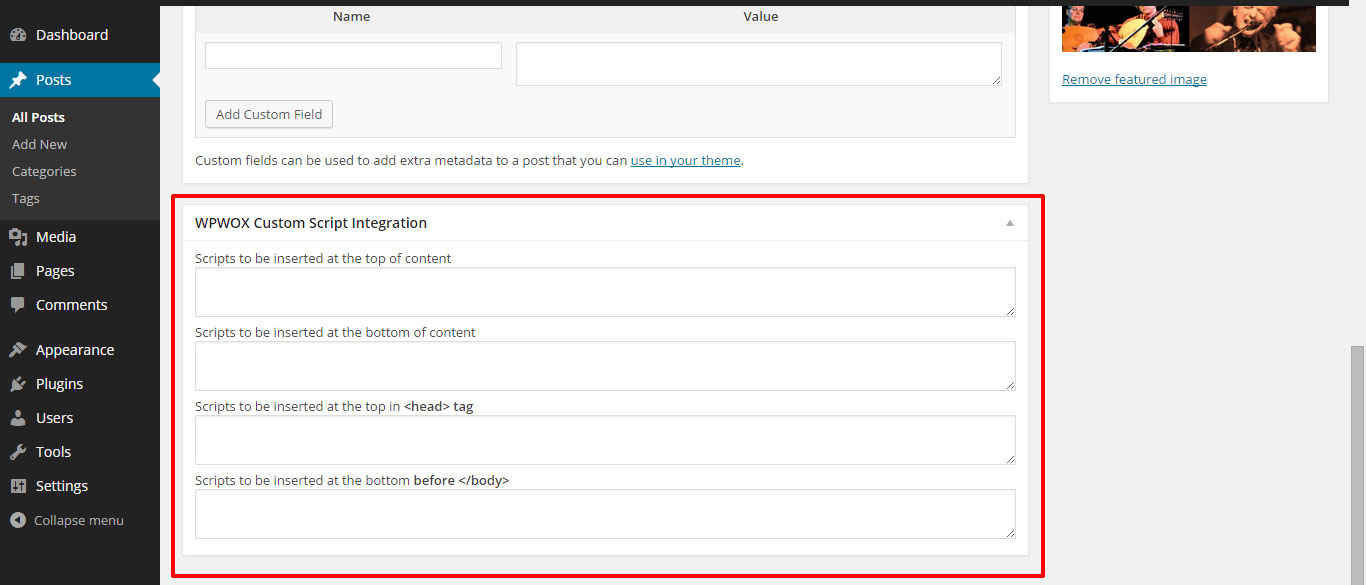 Dashboard
Posts
All Posts
Add New
Categories
Tags
Media
Pages
Comments
Appearance
Plugins
Users
Tools
Settings
Collapse menu
Name Value
Add Custom Field
Custom fields can be used to add extra metadata to a post that you can use in your theme.
WPWOX Custom Script Integration
Scripts to be inserted at the top of content
Scripts to be inserted at the bottom of content
Scripts to be inserted at the top in <head> tag
Scripts to be inserted at the bottom before </body>
Remove featured image